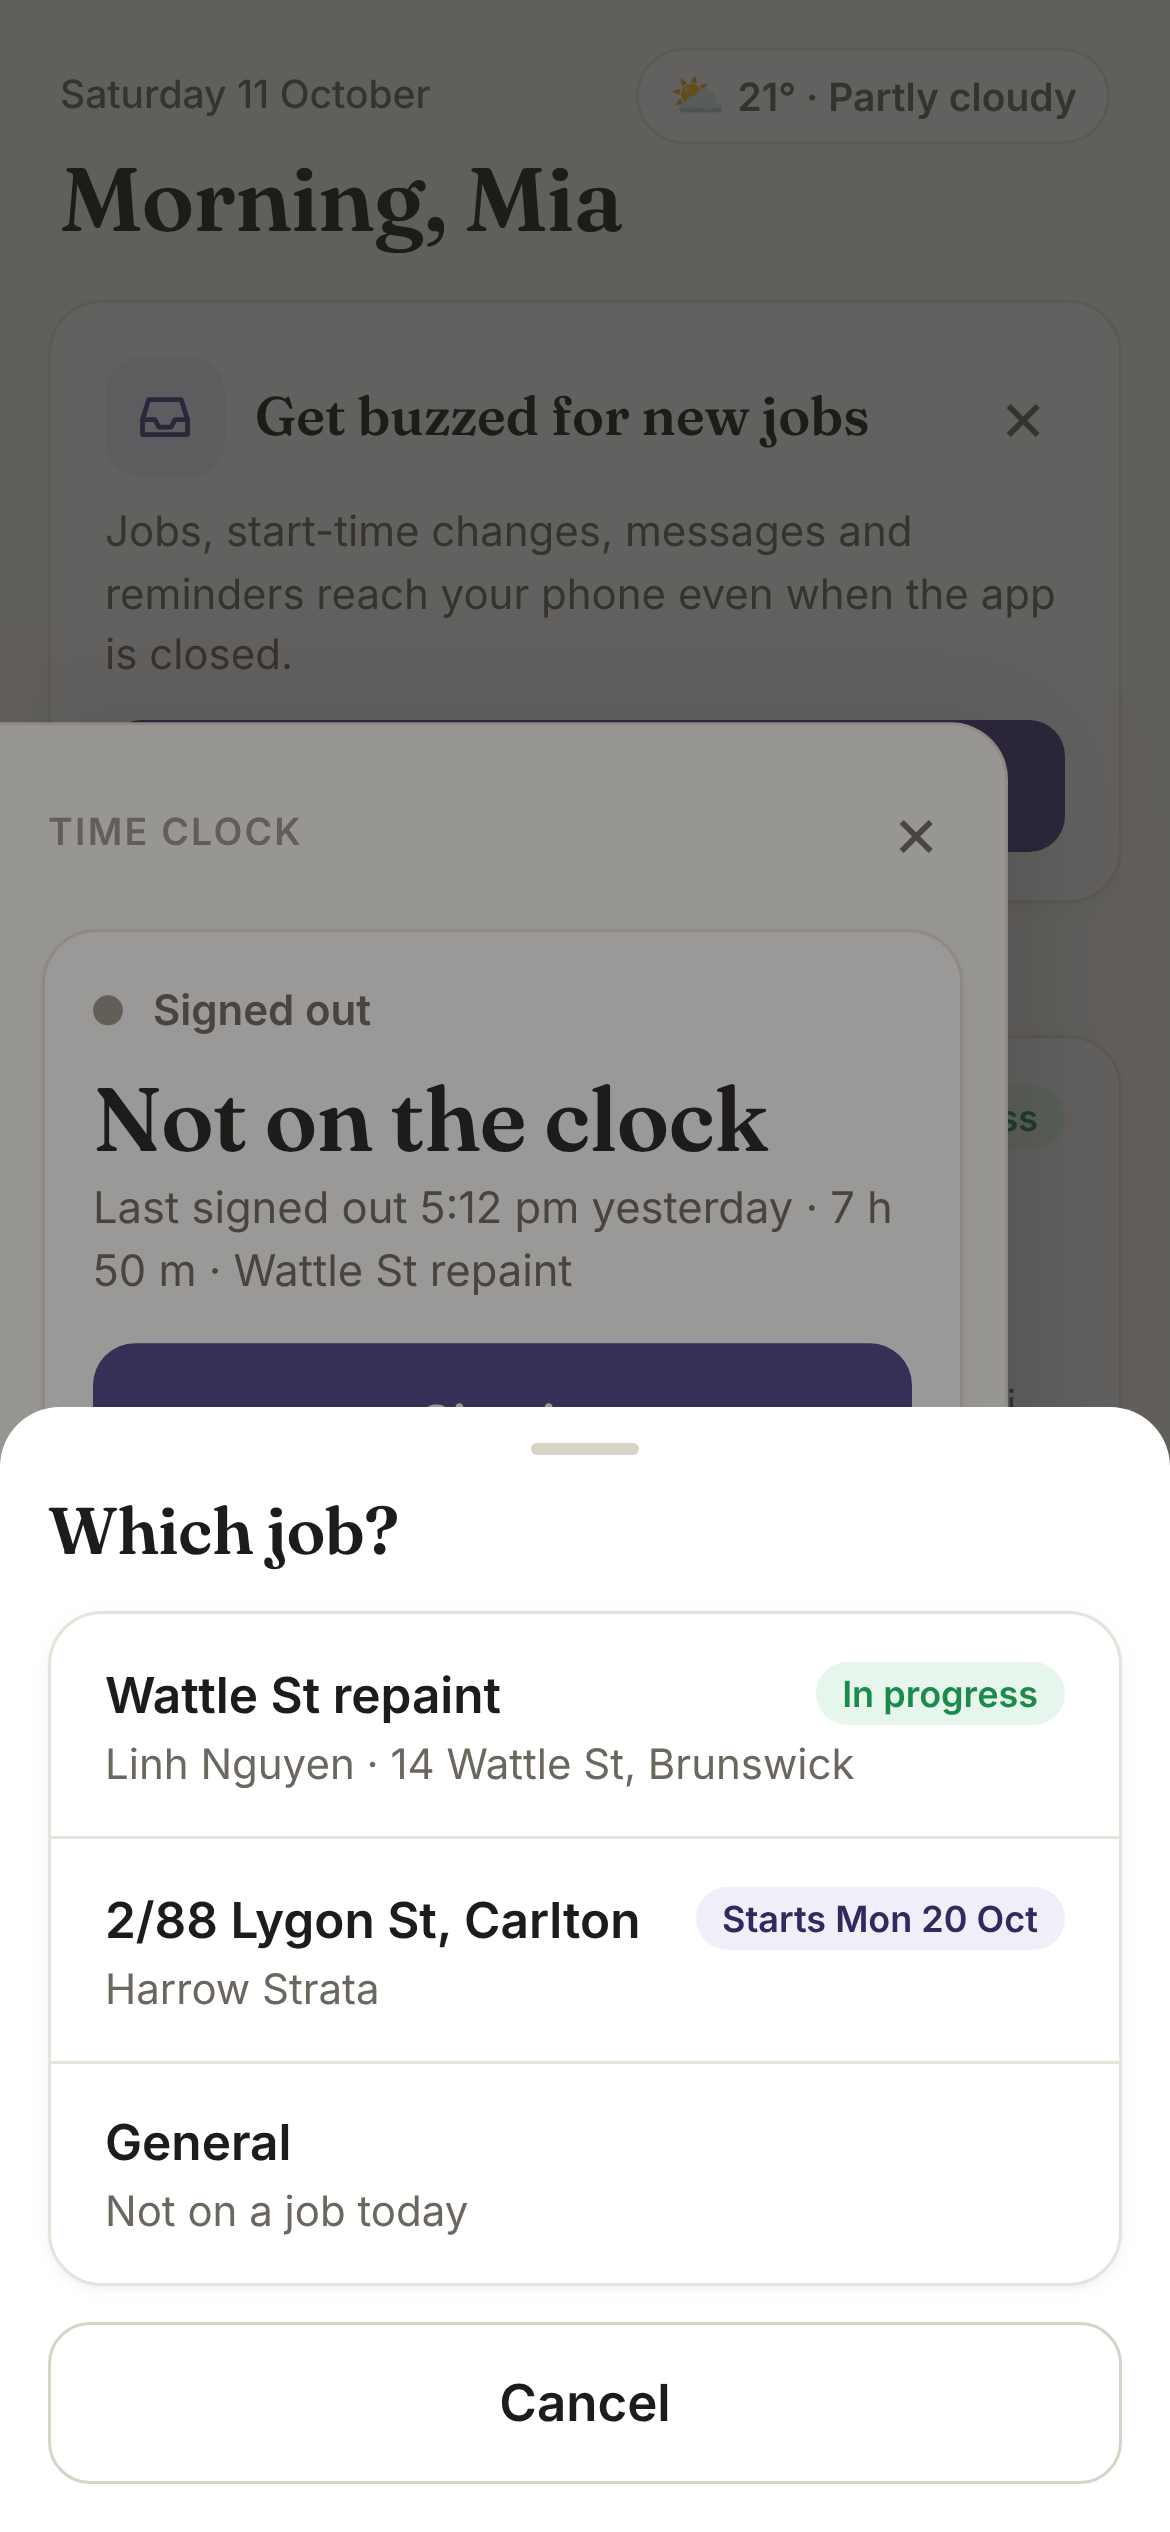 Saturday 11 October
21° · Partly cloudy
Morning, Mia
Get buzzed for new jobs
Jobs, start-time changes, messages and
reminders reach your phone even when the app
is closed.
TIME CLOCK
Signed out
Not on the clock
Last signed out 5:12 pm yesterday · 7 h
50 m · Wattle St repaint
Which job?
Wattle St repaint
In progress
Linh Nguyen · 14 Wattle St, Brunswick
2/88 Lygon St, Carlton
Starts Mon 20 Oct
Harrow Strata
General
Not on a job today
Cancel